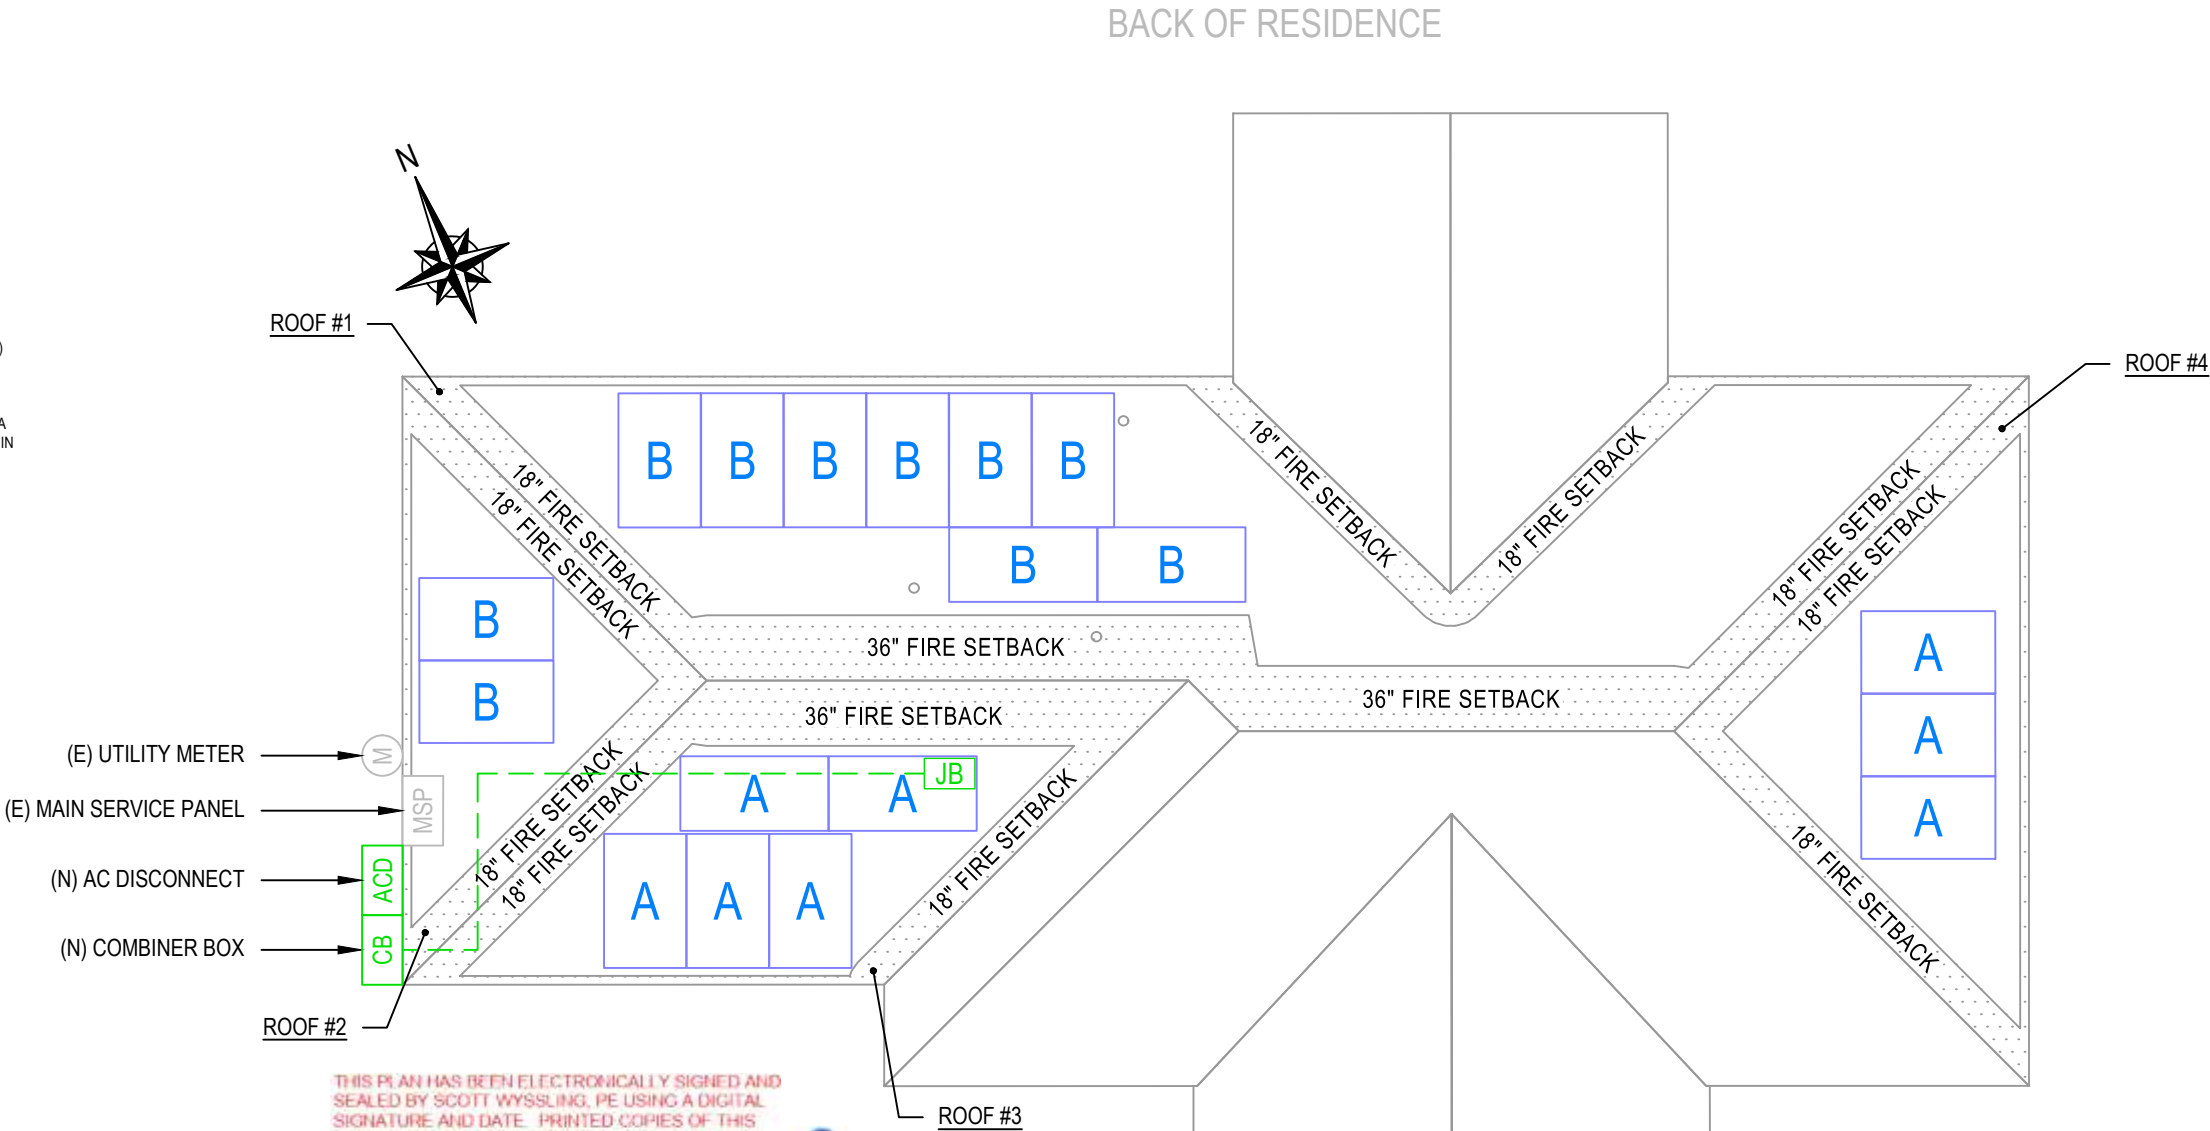 BACK OF RESIDENCE
N
ROOF #1
)
ROOF #4
A
IN
B B B B B B
18" FIRE SETBACK
18" FIRE SETBACK
18" FIRE SETBACK
18" FIRE SETBACK
18" FIRE SETBACK
18" FIRE SETBACK
B B
B
B
36" FIRE SETBACK
36" FIRE SETBACK
36" FIRE SETBACK
A
A
A
(E) UTILITY METER
M
(E) MAIN SERVICE PANEL
MSP
(N) AC DISCONNECT
ACD
(N) COMBINER BOX
CB
18" FIRE SETBACK
18" FIRE SETBACK
A A
JB
A A A
18" FIRE SETBACK
18" FIRE SETBACK
ROOF #2
ROOF #3
THIS PLAN HAS BEEN ELECTRONICALLY SIGNED AND
SEALED BY SCOTT WYSSLING, PE USING A DIGITAL
SIGNATURE AND DATE. PRINTED COPIES OF THIS